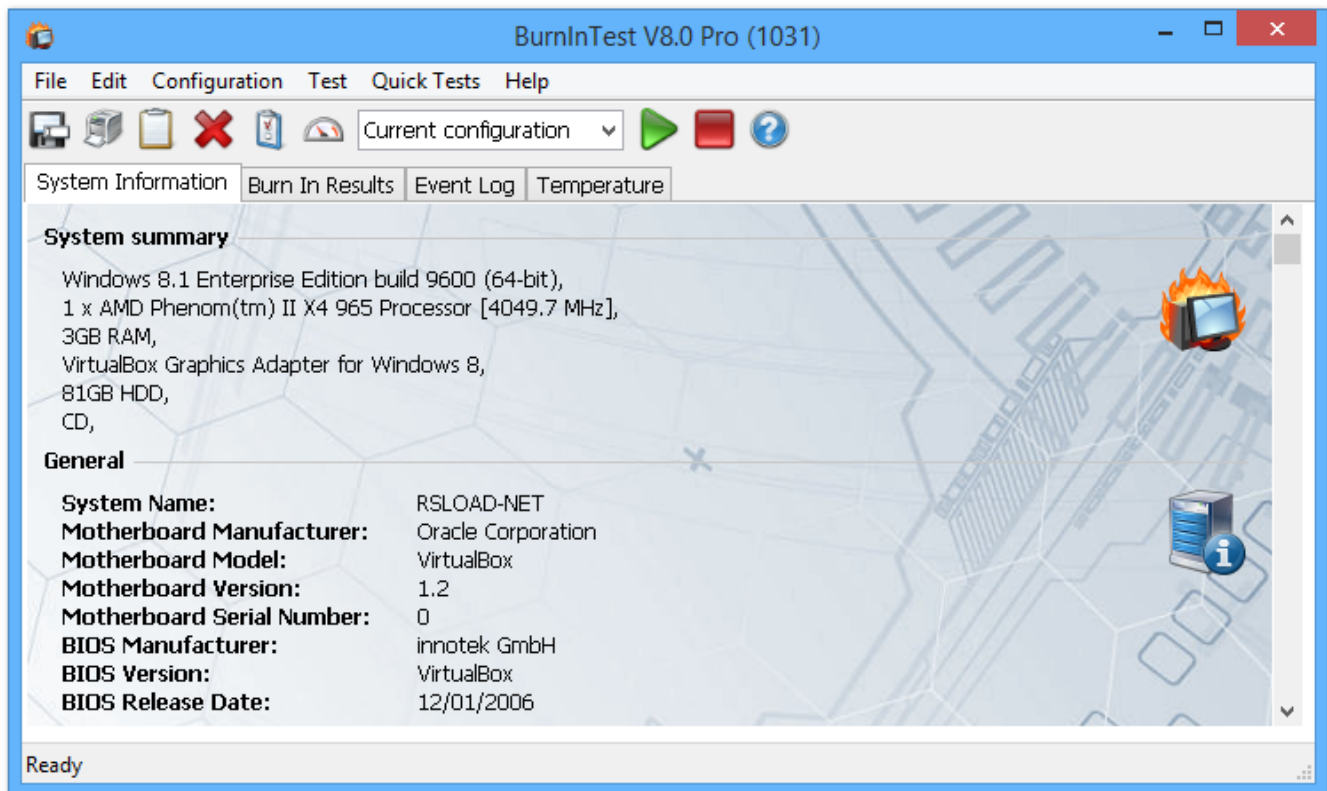 BurnInTest V8.0 Pro (1031)
File Edit Configuration Test Quick Tests Help
Current configuration
System Information Burn In Results Event Log Temperature
System summary
Windows 8.1 Enterprise Edition build 9600 (64-bit),
1 x AMD Phenom(tm) II X4 965 Processor [4049.7 MHz],
3GB RAM,
VirtualBox Graphics Adapter for Windows 8,
81GB HDD,
CD,
General
System Name: RSLOAD-NET
Motherboard Manufacturer: Oracle Corporation
Motherboard Model: VirtualBox
Motherboard Version: 1.2
Motherboard Serial Number: 0
BIOS Manufacturer: innotek GmbH
BIOS Version: VirtualBox
BIOS Release Date: 12/01/2006
Ready